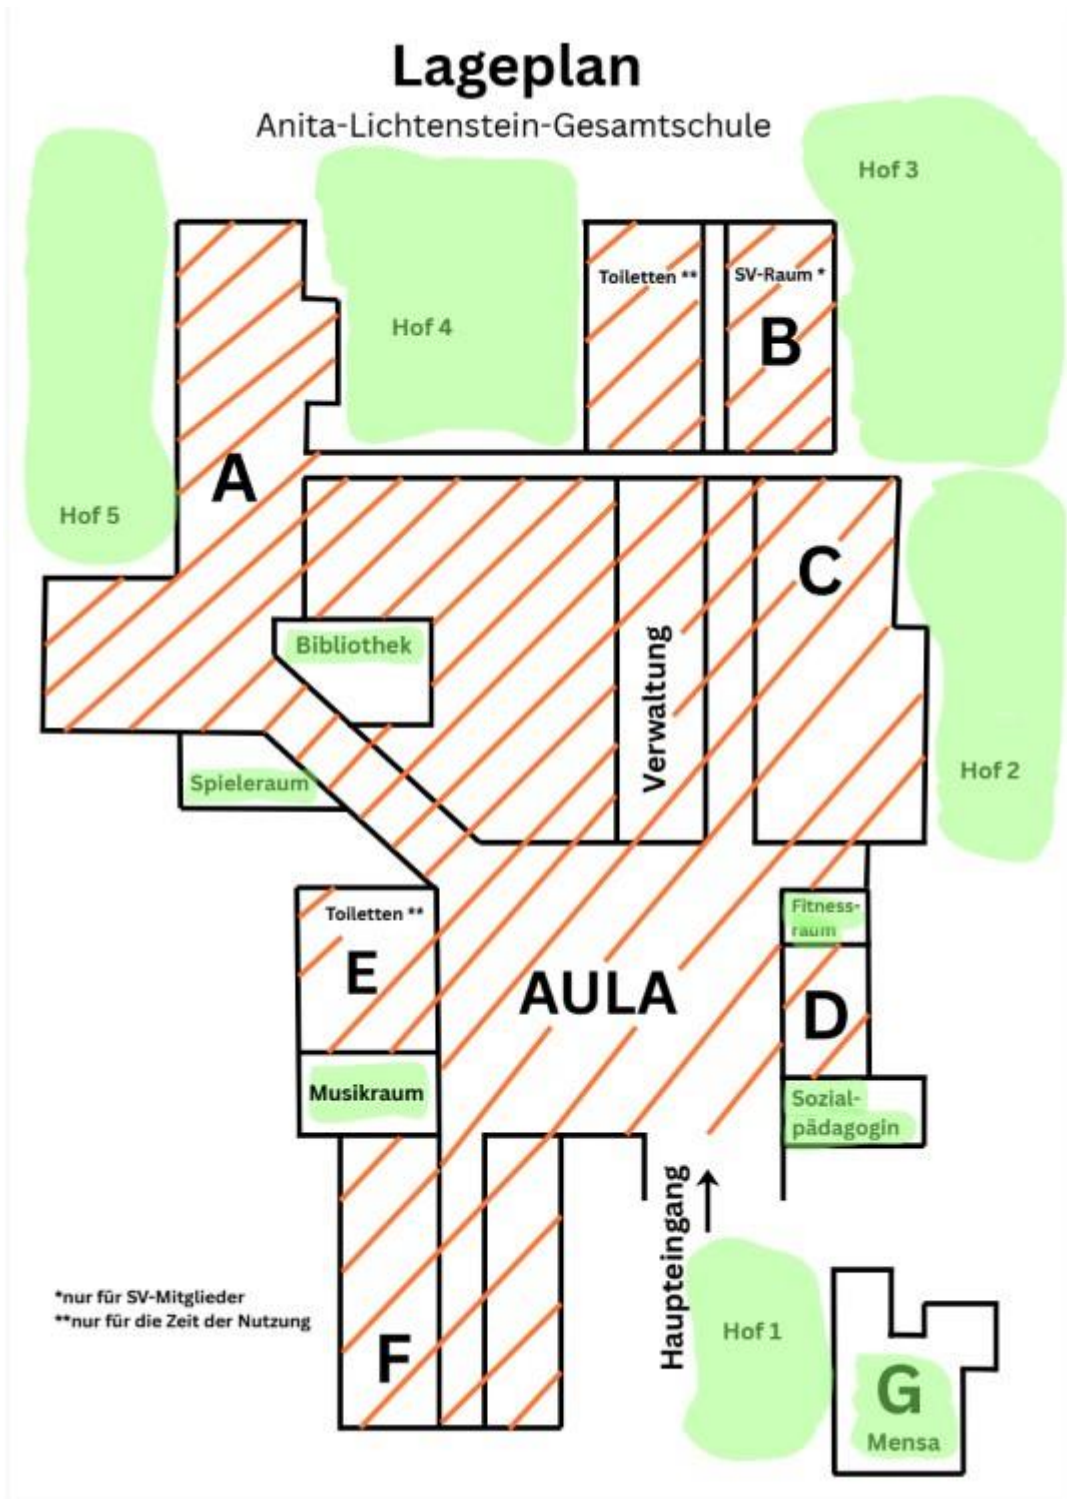 Lageplan
Anita-Lichtenstein-Gesamtschule
Hof 3
Hof 4
Toiletten **
SV-Raum *
B
A
Hof 5
C
Bibliothek
Verwaltung
Spieleraum
Hof 2
Toiletten **
E
Fitness-
raum
AULA
D
Musikraum
Sozial-
pädagogin
Haupteingang
*nur für SV-Mitglieder
**nur für die Zeit der Nutzung
Hof 1
F
G
Mensa